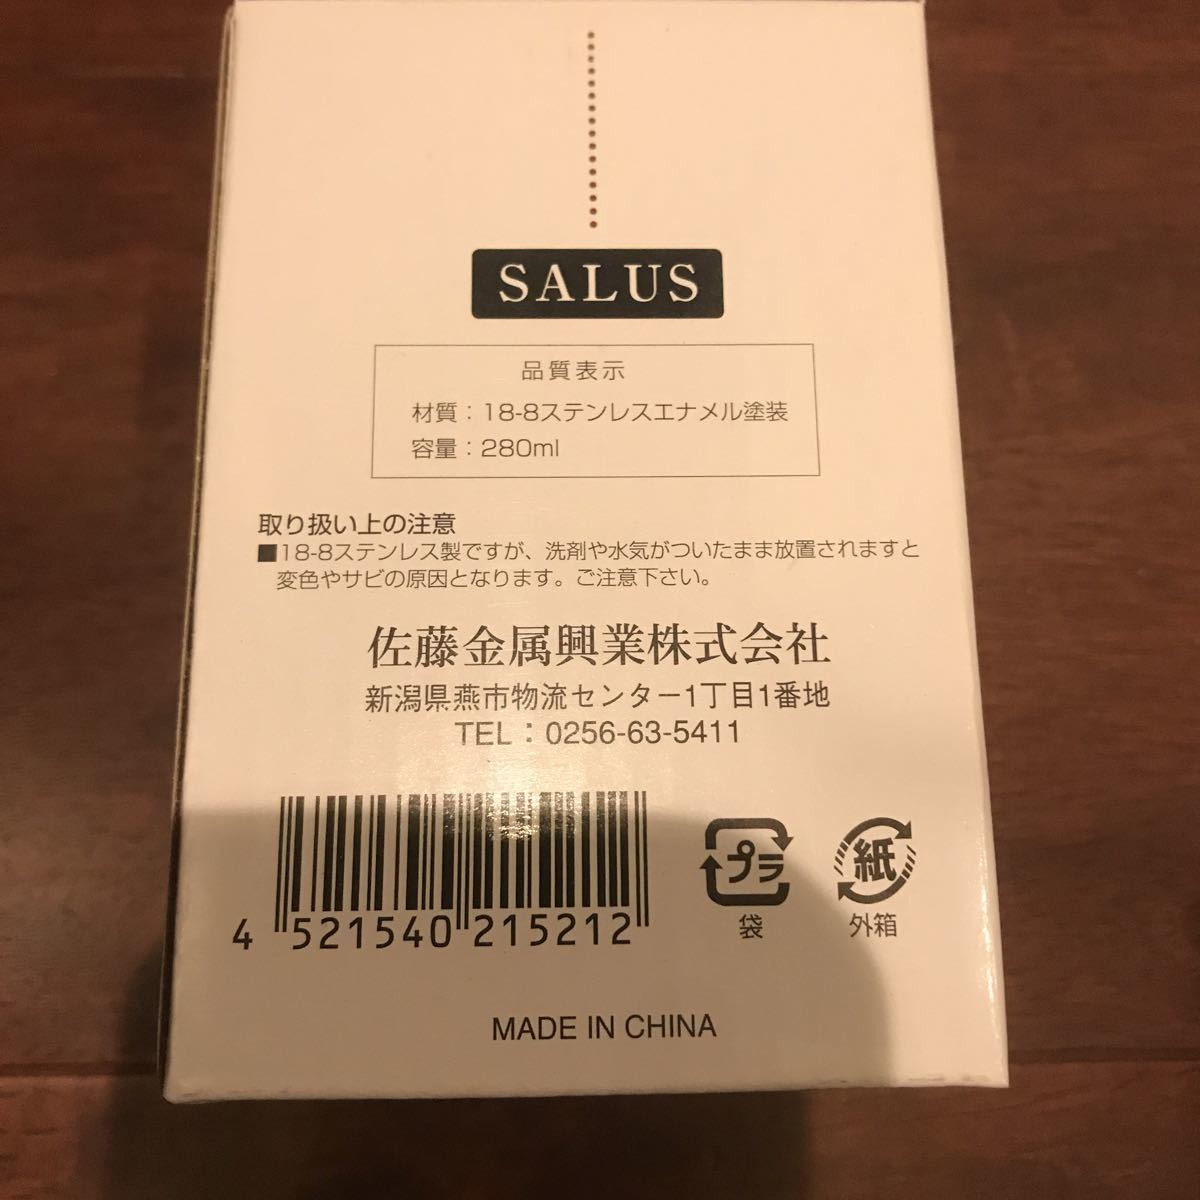 SALUS
品質表示
材質：18-8ステンレスエナメル塗装
容量：280ml
取り扱い上の注意
■18-8ステンレス製ですが、洗剤や水気がついたまま放置されますと
変色やサビの原因となります。ご注意下さい。
佐藤金属興業株式会社
新潟県燕市物流センター1丁目1番地
TEL：0256-63-5411
4 521540 215212
プラ
袋
紙
外箱
MADE IN CHINA